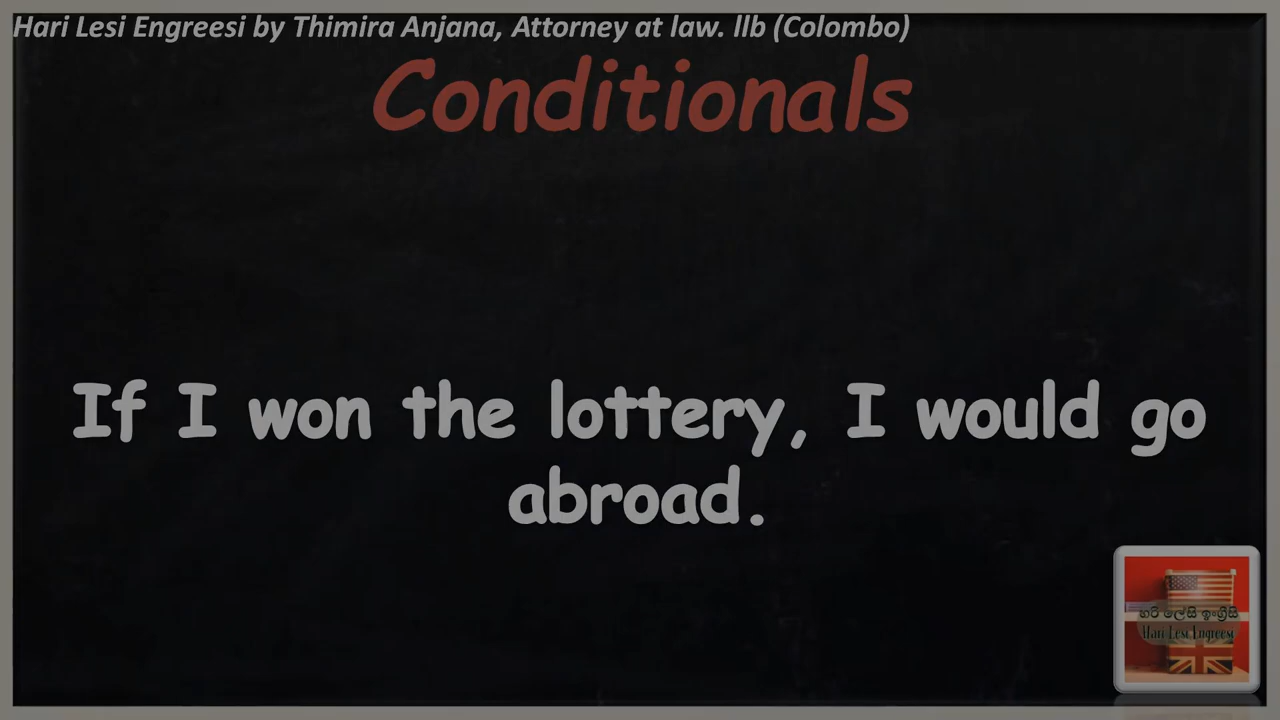 Hari Lesi Engreesi by Thimira Anjana, Attorney at law. llb (Colombo)
Conditionals
If I won the lottery, I would go
abroad.
හරි ලේසි ඉංග්‍රීසි
Hari Lesi Engreesi